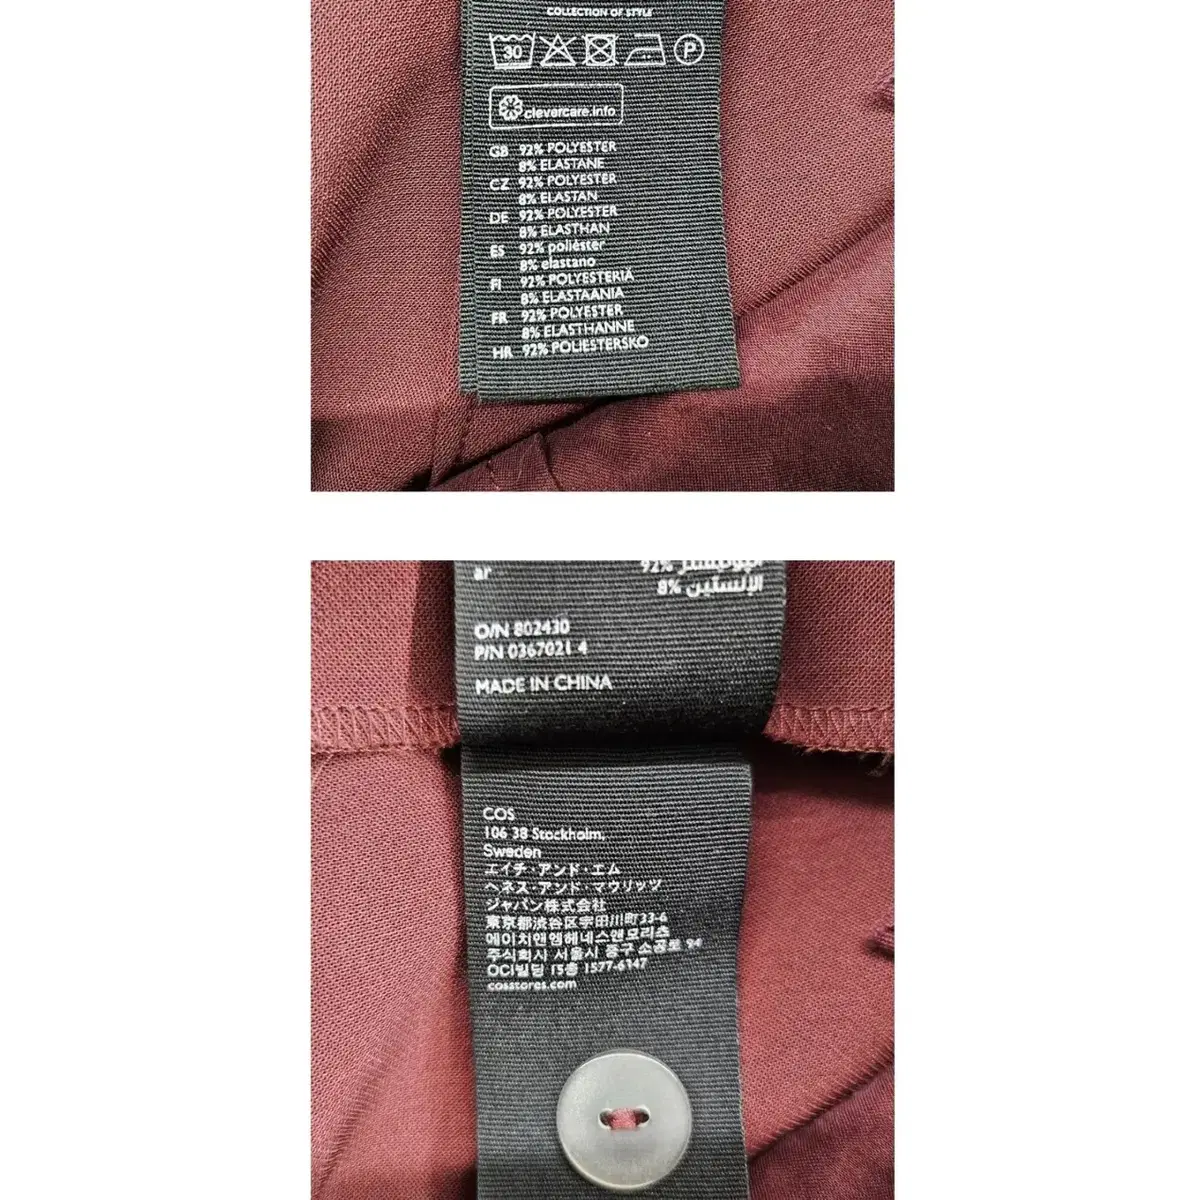 COLLECTION OF STYLE
30
P
clevercare.info
GB 92% POLYESTER
8% ELASTANE
CZ 92% POLYESTER
8% ELASTAN
DE 92% POLYESTER
8% ELASTHAN
ES 92% poliéster
8% elastano
FI 92% POLYESTERIÄ
8% ELASTAANIA
FR 92% POLYESTER
8% ELASTHANNE
HR 92% POLIESTERSKO
ar 92% البوليستر
8% الإلستين
O/N 802430
P/N 0367021 4
MADE IN CHINA
COS
106 38 Stockholm,
Sweden
エイチ・アンド・エム
ヘネス・アンド・マウリッツ
ジャパン株式会社
東京都渋谷区宇田川町33-6
에이치앤엠헤네스앤모리츠
주식회사 서울시 중구 소공로 94
OCI빌딩 15층 1577-6347
cosstores.com